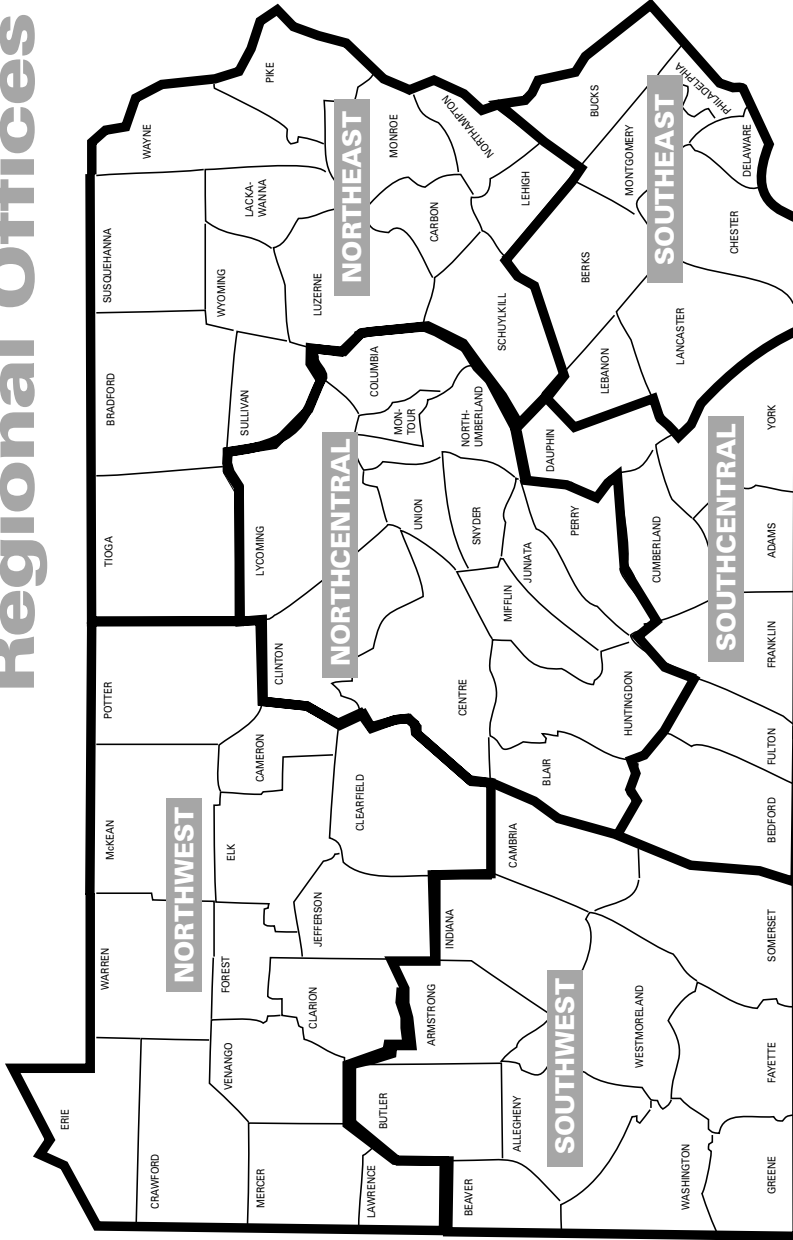 Regional Offices
ERIE
CRAWFORD
MERCER
LAWRENCE
BEAVER
WARREN
FOREST
VENANGO
CLARION
BUTLER
McKEAN
NORTHWEST
ELK
JEFFERSON
CLEARFIELD
CAMERON
POTTER
ARMSTRONG
INDIANA
CAMBRIA
ALLEGHENY
SOUTHWEST
WESTMORELAND
WASHINGTON
GREENE
FAYETTE
SOMERSET
TIOGA
BRADFORD
SUSQUEHANNA
WAYNE
PIKE
SULLIVAN
WYOMING
LACKA-
WANNA
LUZERNE
NORTHEAST
MONROE
CARBON
NORTHAMPTON
LEHIGH
SCHUYLKILL
LYCOMING
CLINTON
NORTHCENTRAL
CENTRE
COLUMBIA
MON-
TOUR
NORTH-
UMBERLAND
UNION
SNYDER
JUNIATA
MIFFLIN
HUNTINGDON
BLAIR
BEDFORD
FULTON
FRANKLIN
SOUTHCENTRAL
ADAMS
YORK
CUMBERLAND
PERRY
DAUPHIN
LEBANON
LANCASTER
BERKS
CHESTER
SOUTHEAST
MONTGOMERY
BUCKS
PHILADELPHIA
DELAWARE